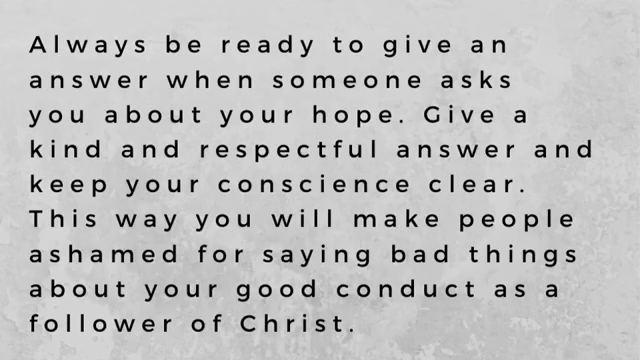 Always be ready to give an
answer when someone asks
you about your hope. Give a
kind and respectful answer and
keep your conscience clear.
This way you will make people
ashamed for saying bad things
about your good conduct as a
follower of Christ.